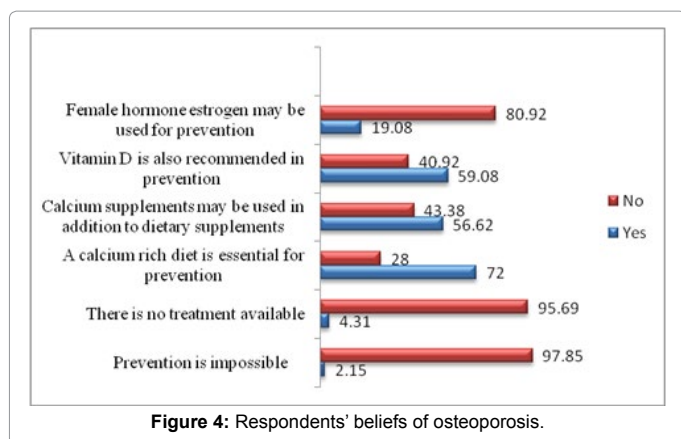 Female hormone estrogen may be
used for prevention
80.92
19.08
Vitamin D is also recommended in
prevention
40.92
59.08
Calcium supplements may be used in
addition to dietary supplements
43.38
56.62
A calcium rich diet is essential for
prevention
28
72
There is no treatment available
95.69
4.31
Prevention is impossible
97.85
2.15
No
Yes
Figure 4: Respondents' beliefs of osteoporosis.